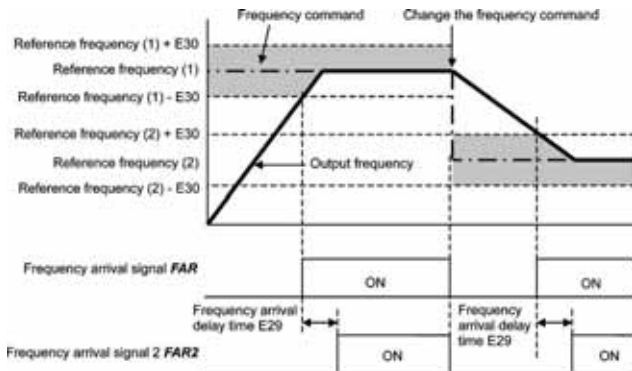 Frequency command
Change the frequency command
Reference frequency (1) + E30
Reference frequency (1)
Reference frequency (1) - E30
Reference frequency (2) + E30
Reference frequency (2)
Reference frequency (2) - E30
Output frequency
Frequency arrival signal FAR
ON
ON
Frequency arrival
delay time E29
Frequency
arrival delay
time E29
Frequency arrival signal 2 FAR2
ON
ON